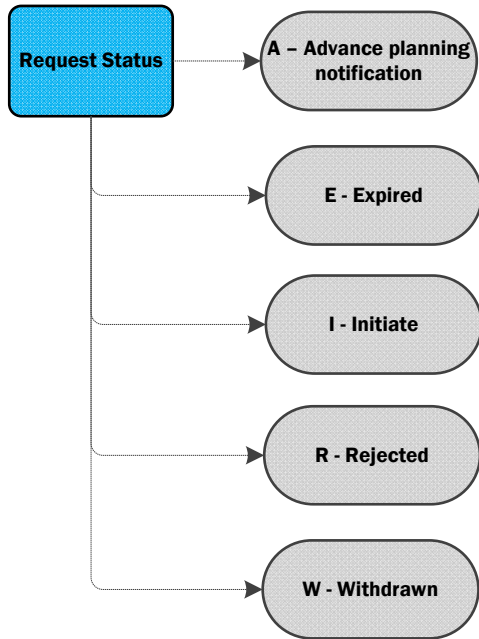 Request Status
A – Advance planning
notification
E - Expired
I - Initiate
R - Rejected
W - Withdrawn